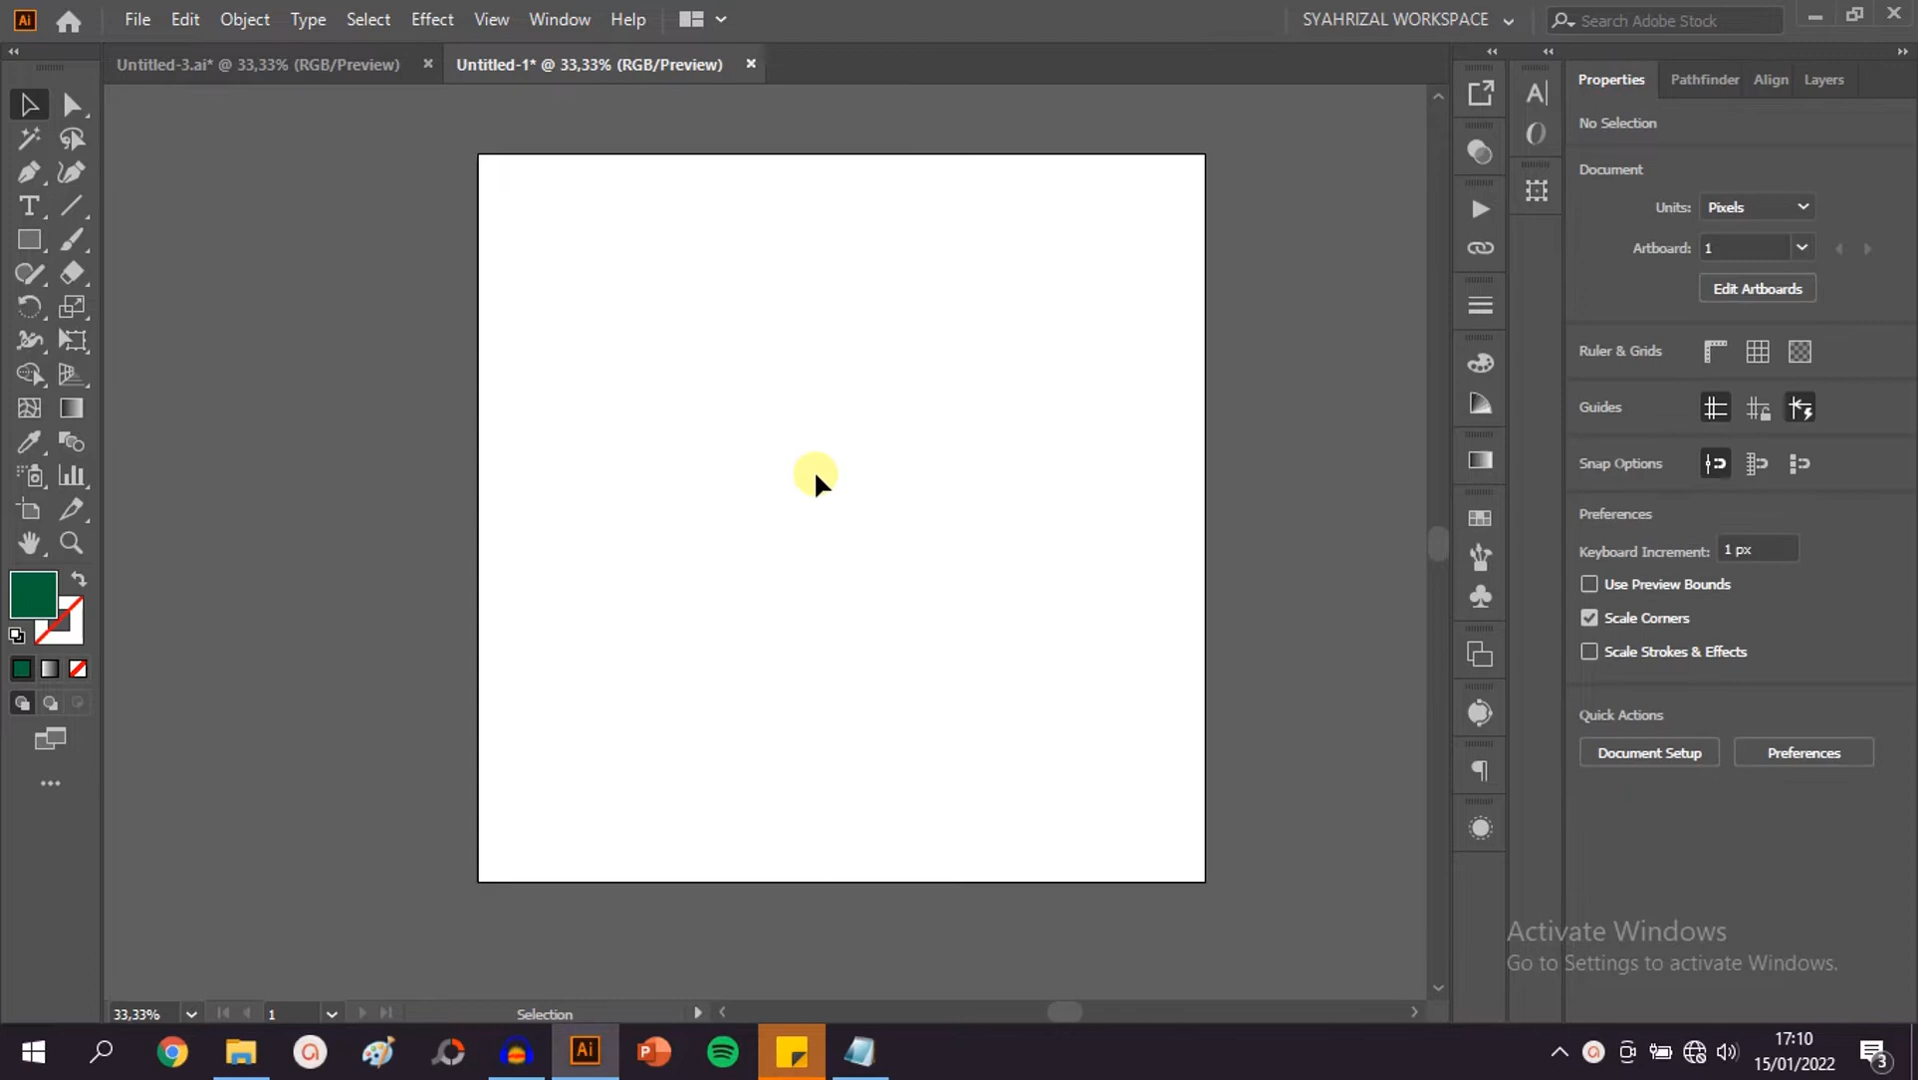 Ai File Edit Object Type Select Effect View Window Help SYAHRIZAL WORKSPACE Search Adobe Stock
Untitled-3.ai* @ 33,33% (RGB/Preview) × Untitled-1* @ 33,33% (RGB/Preview) ×
Properties Pathfinder Align Layers
No Selection
Document
Units: Pixels
Artboard: 1
Edit Artboards
Ruler & Grids
Guides
Snap Options
Preferences
Keyboard Increment: 1 px
Use Preview Bounds
Scale Corners
Scale Strokes & Effects
Quick Actions
Document Setup Preferences
Activate Windows
Go to Settings to activate Windows.
33,33% 1 Selection
Ai
17:10
15/01/2022
3